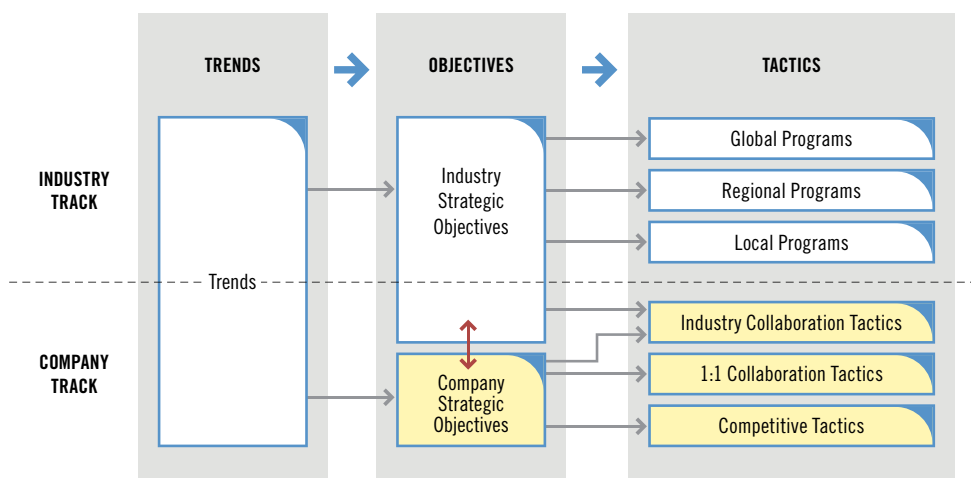 TRENDS
OBJECTIVES
TACTICS
INDUSTRY
TRACK
COMPANY
TRACK
Trends
Industry
Strategic
Objectives
Company
Strategic
Objectives
Global Programs
Regional Programs
Local Programs
Industry Collaboration Tactics
1:1 Collaboration Tactics
Competitive Tactics